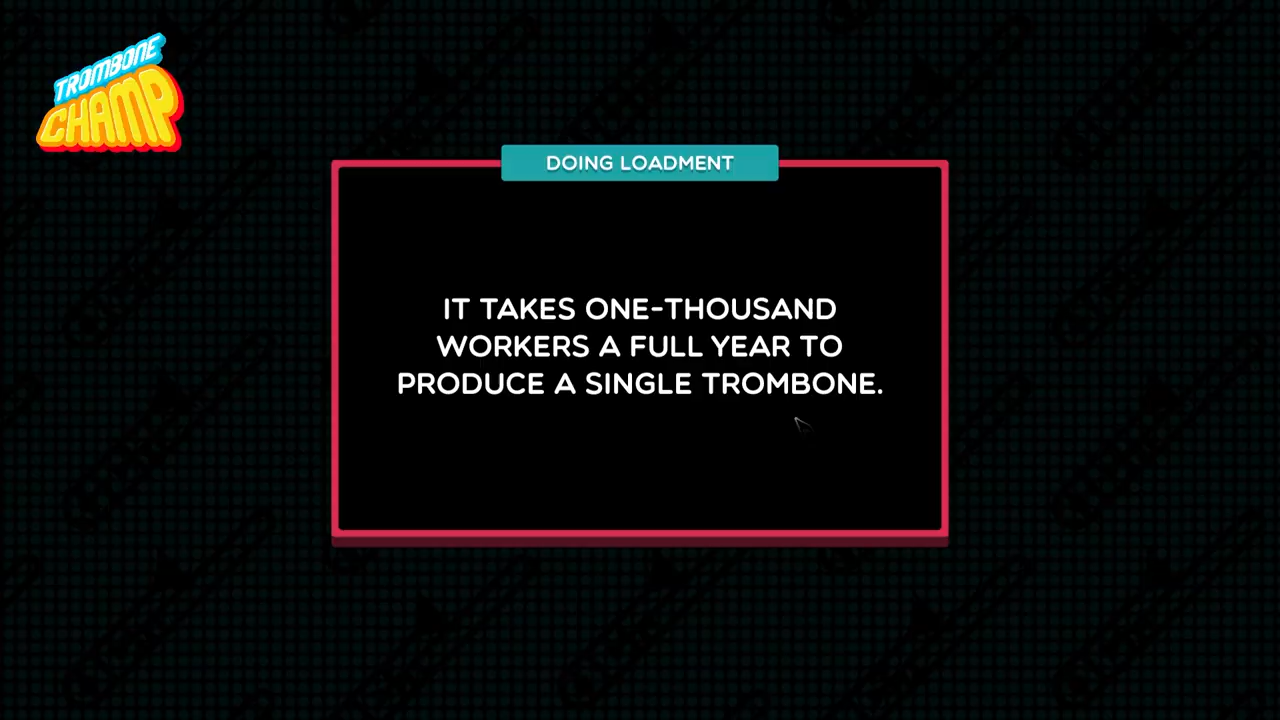 TROMBONE
CHAMP
DOING LOADMENT
IT TAKES ONE-THOUSAND
WORKERS A FULL YEAR TO
PRODUCE A SINGLE TROMBONE.